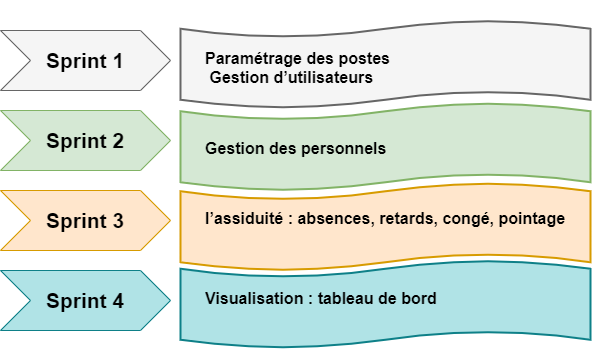 Sprint 1
Paramétrage des postes
Gestion d'utilisateurs
Sprint 2
Gestion des personnels
Sprint 3
l'assiduité : absences, retards, congé, pointage
Sprint 4
Visualisation : tableau de bord